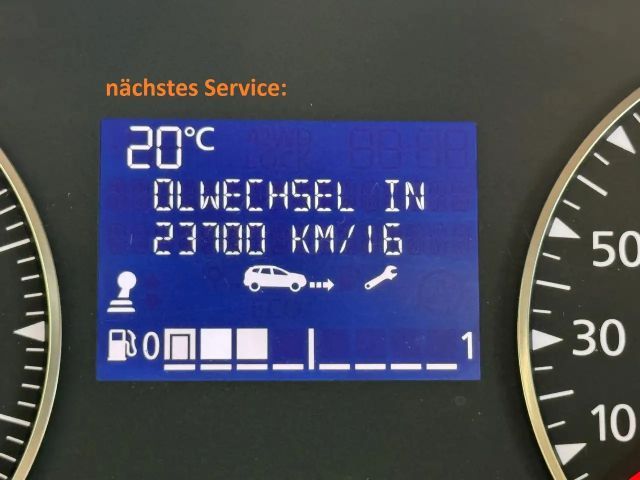 nächstes Service:
20°C
OLWECHSEL IN
23700 KM/16
0 1
50
30
10